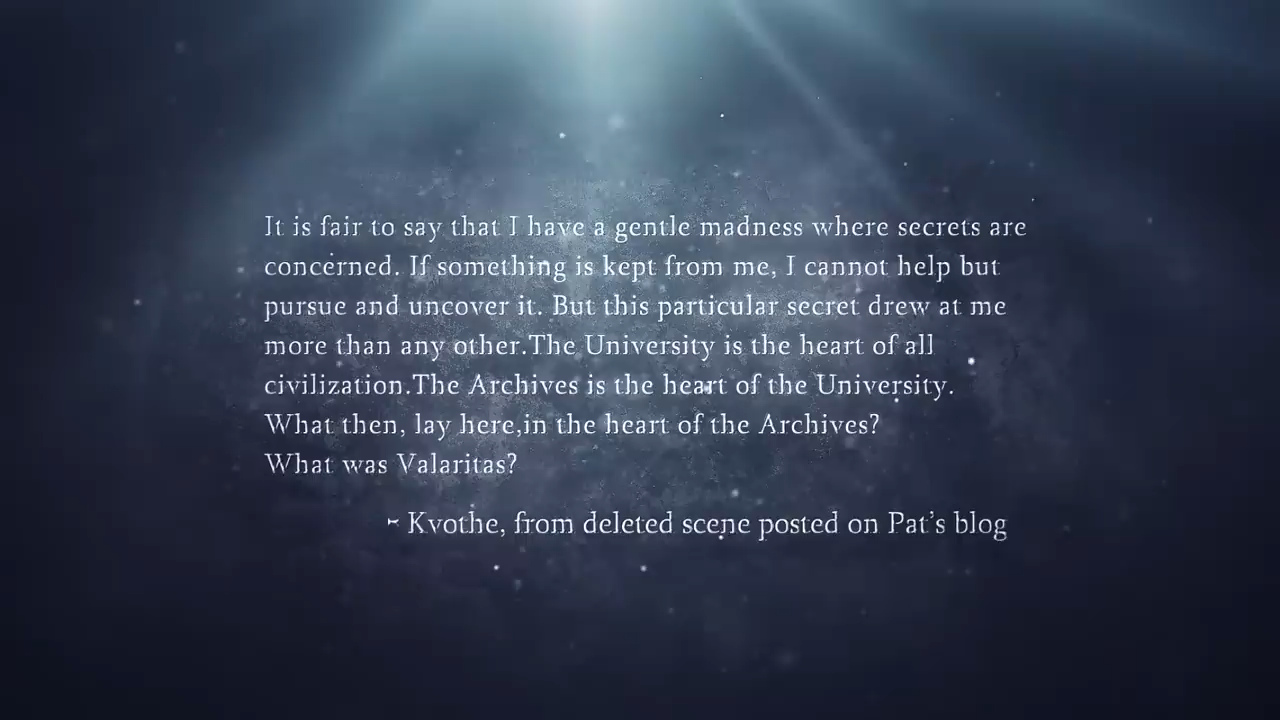 It is fair to say that I have a gentle madness where secrets are
concerned. If something is kept from me, I cannot help but
pursue and uncover it. But this particular secret drew at me
more than any other.The University is the heart of all
civilization.The Archives is the heart of the University.
What then, lay here,in the heart of the Archives?
What was Valaritas?
- Kvothe, from deleted scene posted on Pat's blog